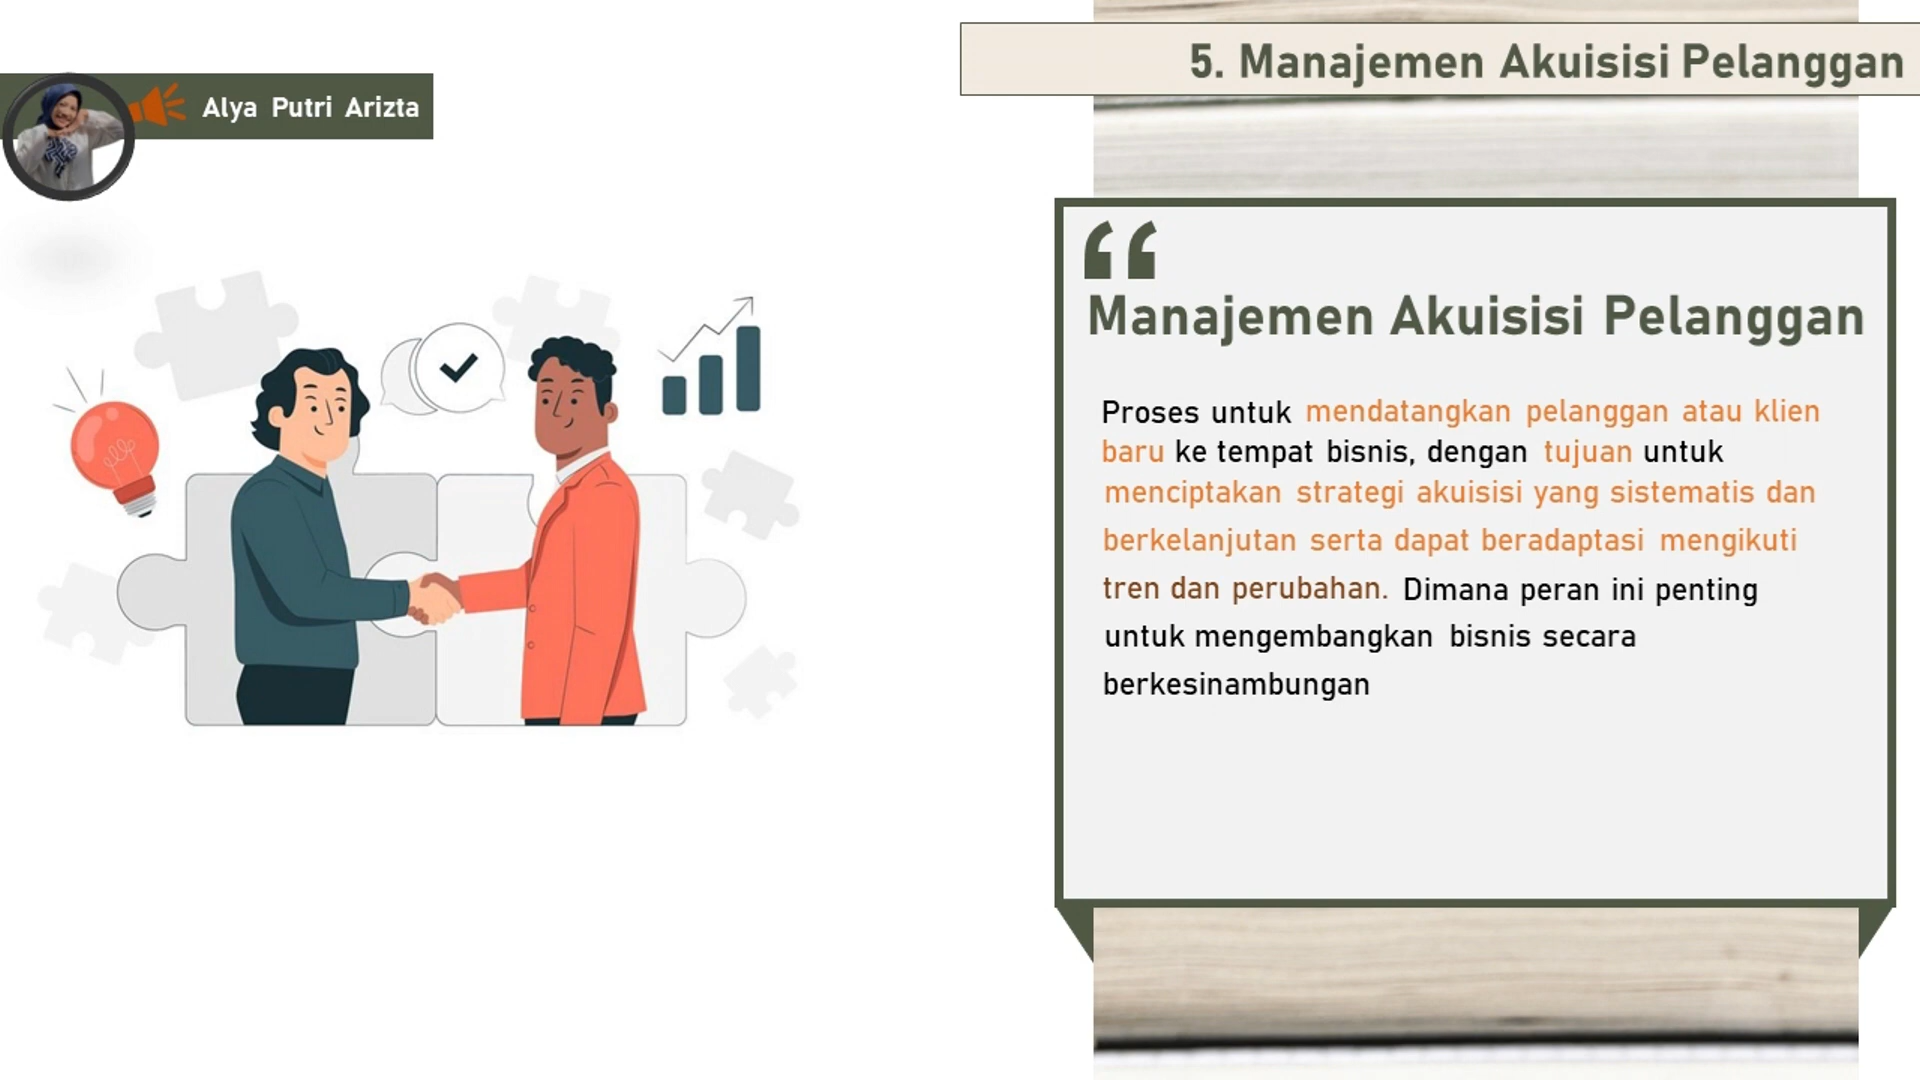 5. Manajemen Akuisisi Pelanggan
Alya Putri Arizta
“
Manajemen Akuisisi Pelanggan
Proses untuk mendatangkan pelanggan atau klien
baru ke tempat bisnis, dengan tujuan untuk
menciptakan strategi akuisisi yang sistematis dan
berkelanjutan serta dapat beradaptasi mengikuti
tren dan perubahan. Dimana peran ini penting
untuk mengembangkan bisnis secara
berkesinambungan